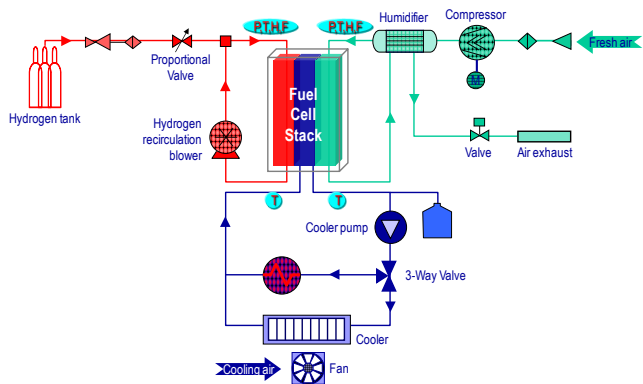 P,T,H,F
P,T,H,F
Humidifier
Compressor
Fresh air
M
Proportional
Valve
Hydrogen tank
Fuel
Cell
Stack
Hydrogen
recirculation
blower
Valve
Air exhaust
T
T
Cooler pump
3-Way Valve
Cooler
Cooling air
Fan